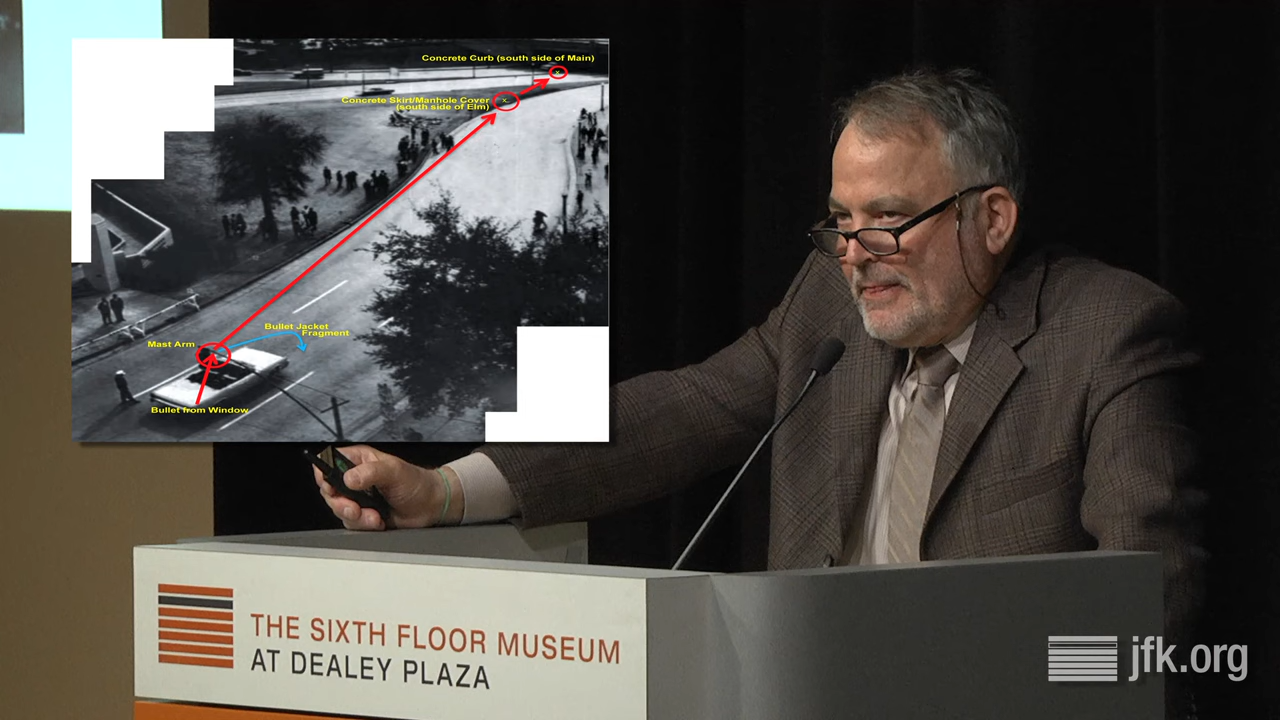 Concrete Curb (south side of Main)
Concrete Skirt/Manhole Cover
(south side of Elm)
Bullet Jacket
Fragment
Mast Arm
Bullet from Window
THE SIXTH FLOOR MUSEUM
AT DEALEY PLAZA
jfk.org